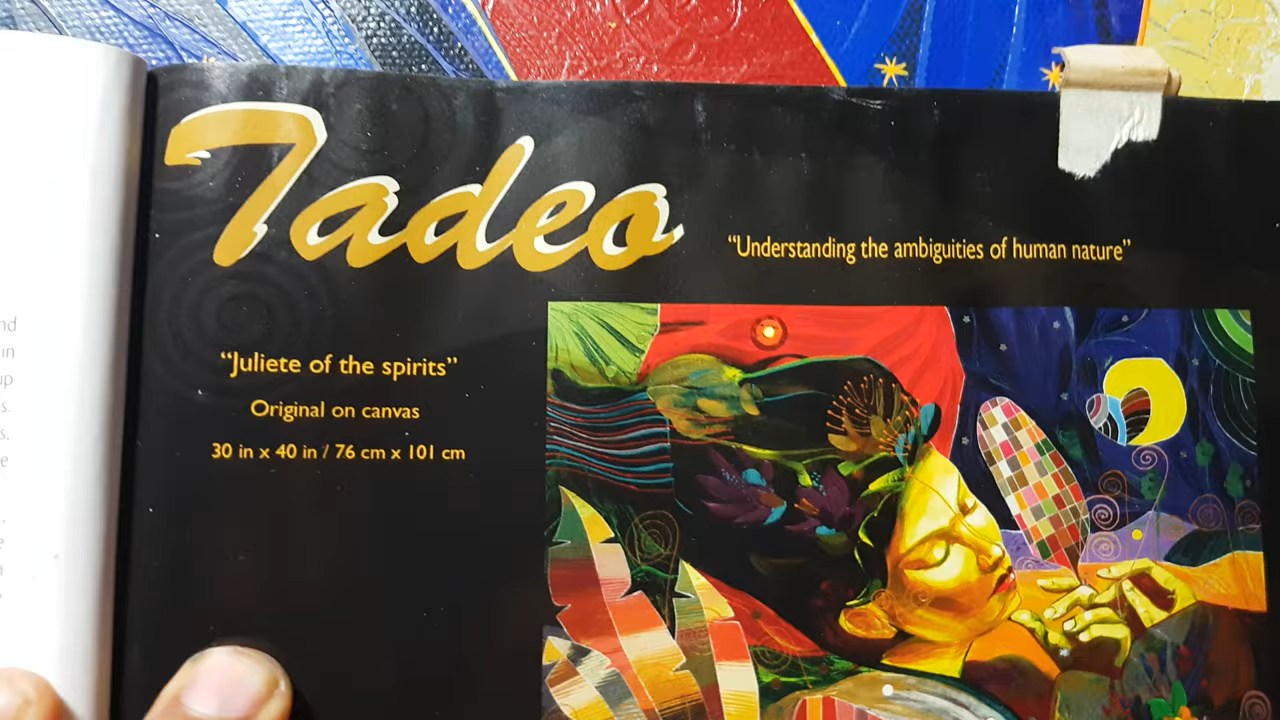 Tadeo
“Understanding the ambiguities of human nature”
“Juliete of the spirits”
Original on canvas
30 in x 40 in / 76 cm x 101 cm
in
s.
s.